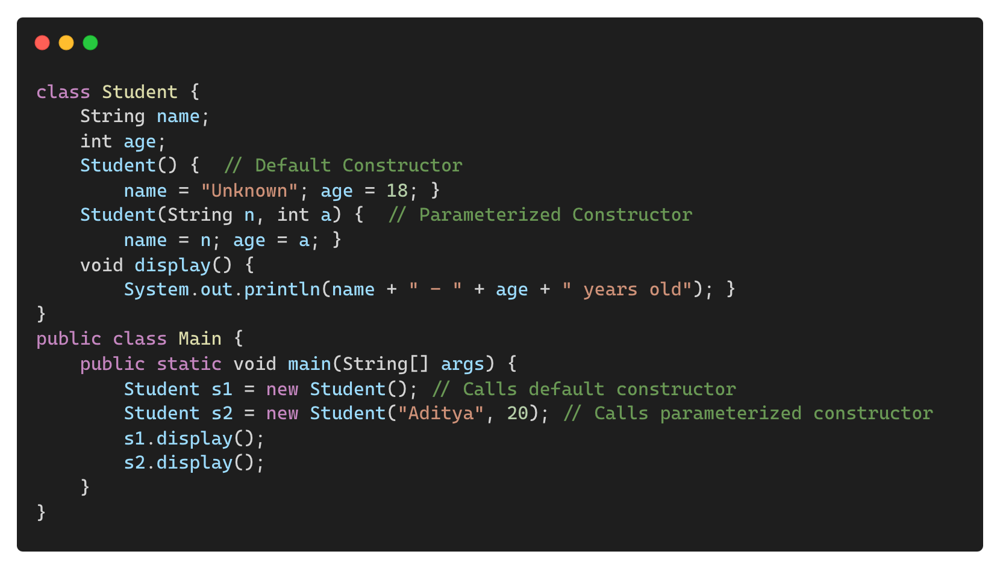 class Student {
    String name;
    int age;
    Student() {  // Default Constructor
        name = "Unknown"; age = 18; }
    Student(String n, int a) {  // Parameterized Constructor
        name = n; age = a; }
    void display() {
        System.out.println(name + " - " + age + " years old"); }
}
public class Main {
    public static void main(String[] args) {
        Student s1 = new Student(); // Calls default constructor
        Student s2 = new Student("Aditya", 20); // Calls parameterized constructor
        s1.display();
        s2.display();
    }
}